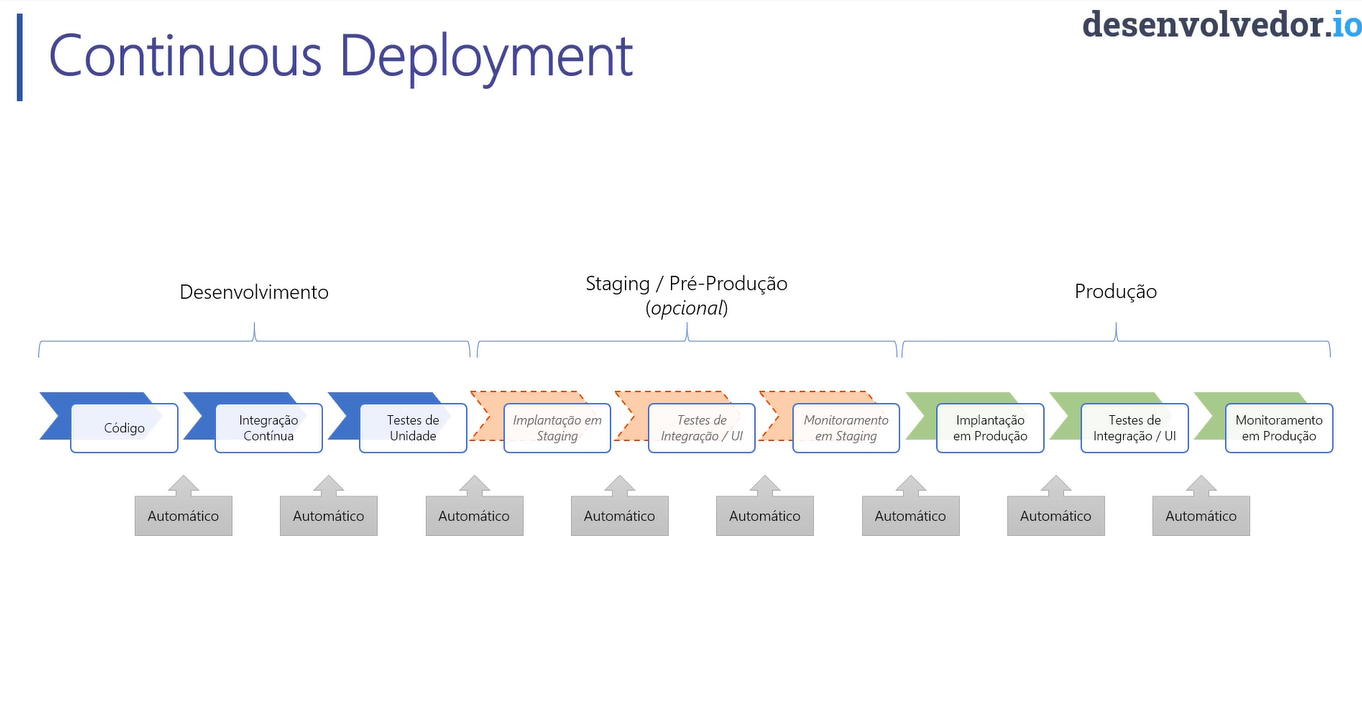 desenvolvedor.io
Continuous Deployment
Desenvolvimento
Staging / Pré-Produção
(opcional)
Produção
Código
Integração
Contínua
Testes de
Unidade
Implantação em
Staging
Testes de
Integração / UI
Monitoramento
em Staging
Implantação
em Produção
Testes de
Integração / UI
Monitoramento
em Produção
Automático
Automático
Automático
Automático
Automático
Automático
Automático
Automático